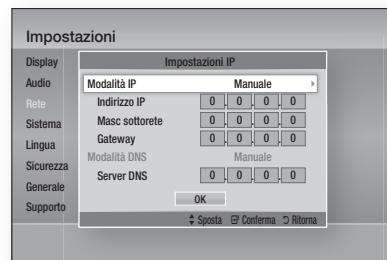 Impostazioni
Display
Audio
Rete
Sistema
Lingua
Sicurezza
Generale
Supporto
Impostazioni IP
Modalità IP Manuale
Indirizzo IP 0 . 0 . 0 . 0
Masc sottorete 0 . 0 . 0 . 0
Gateway 0 . 0 . 0 . 0
Modalità DNS Manuale
Server DNS 0 . 0 . 0 . 0
OK
Sposta Conferma Ritorna